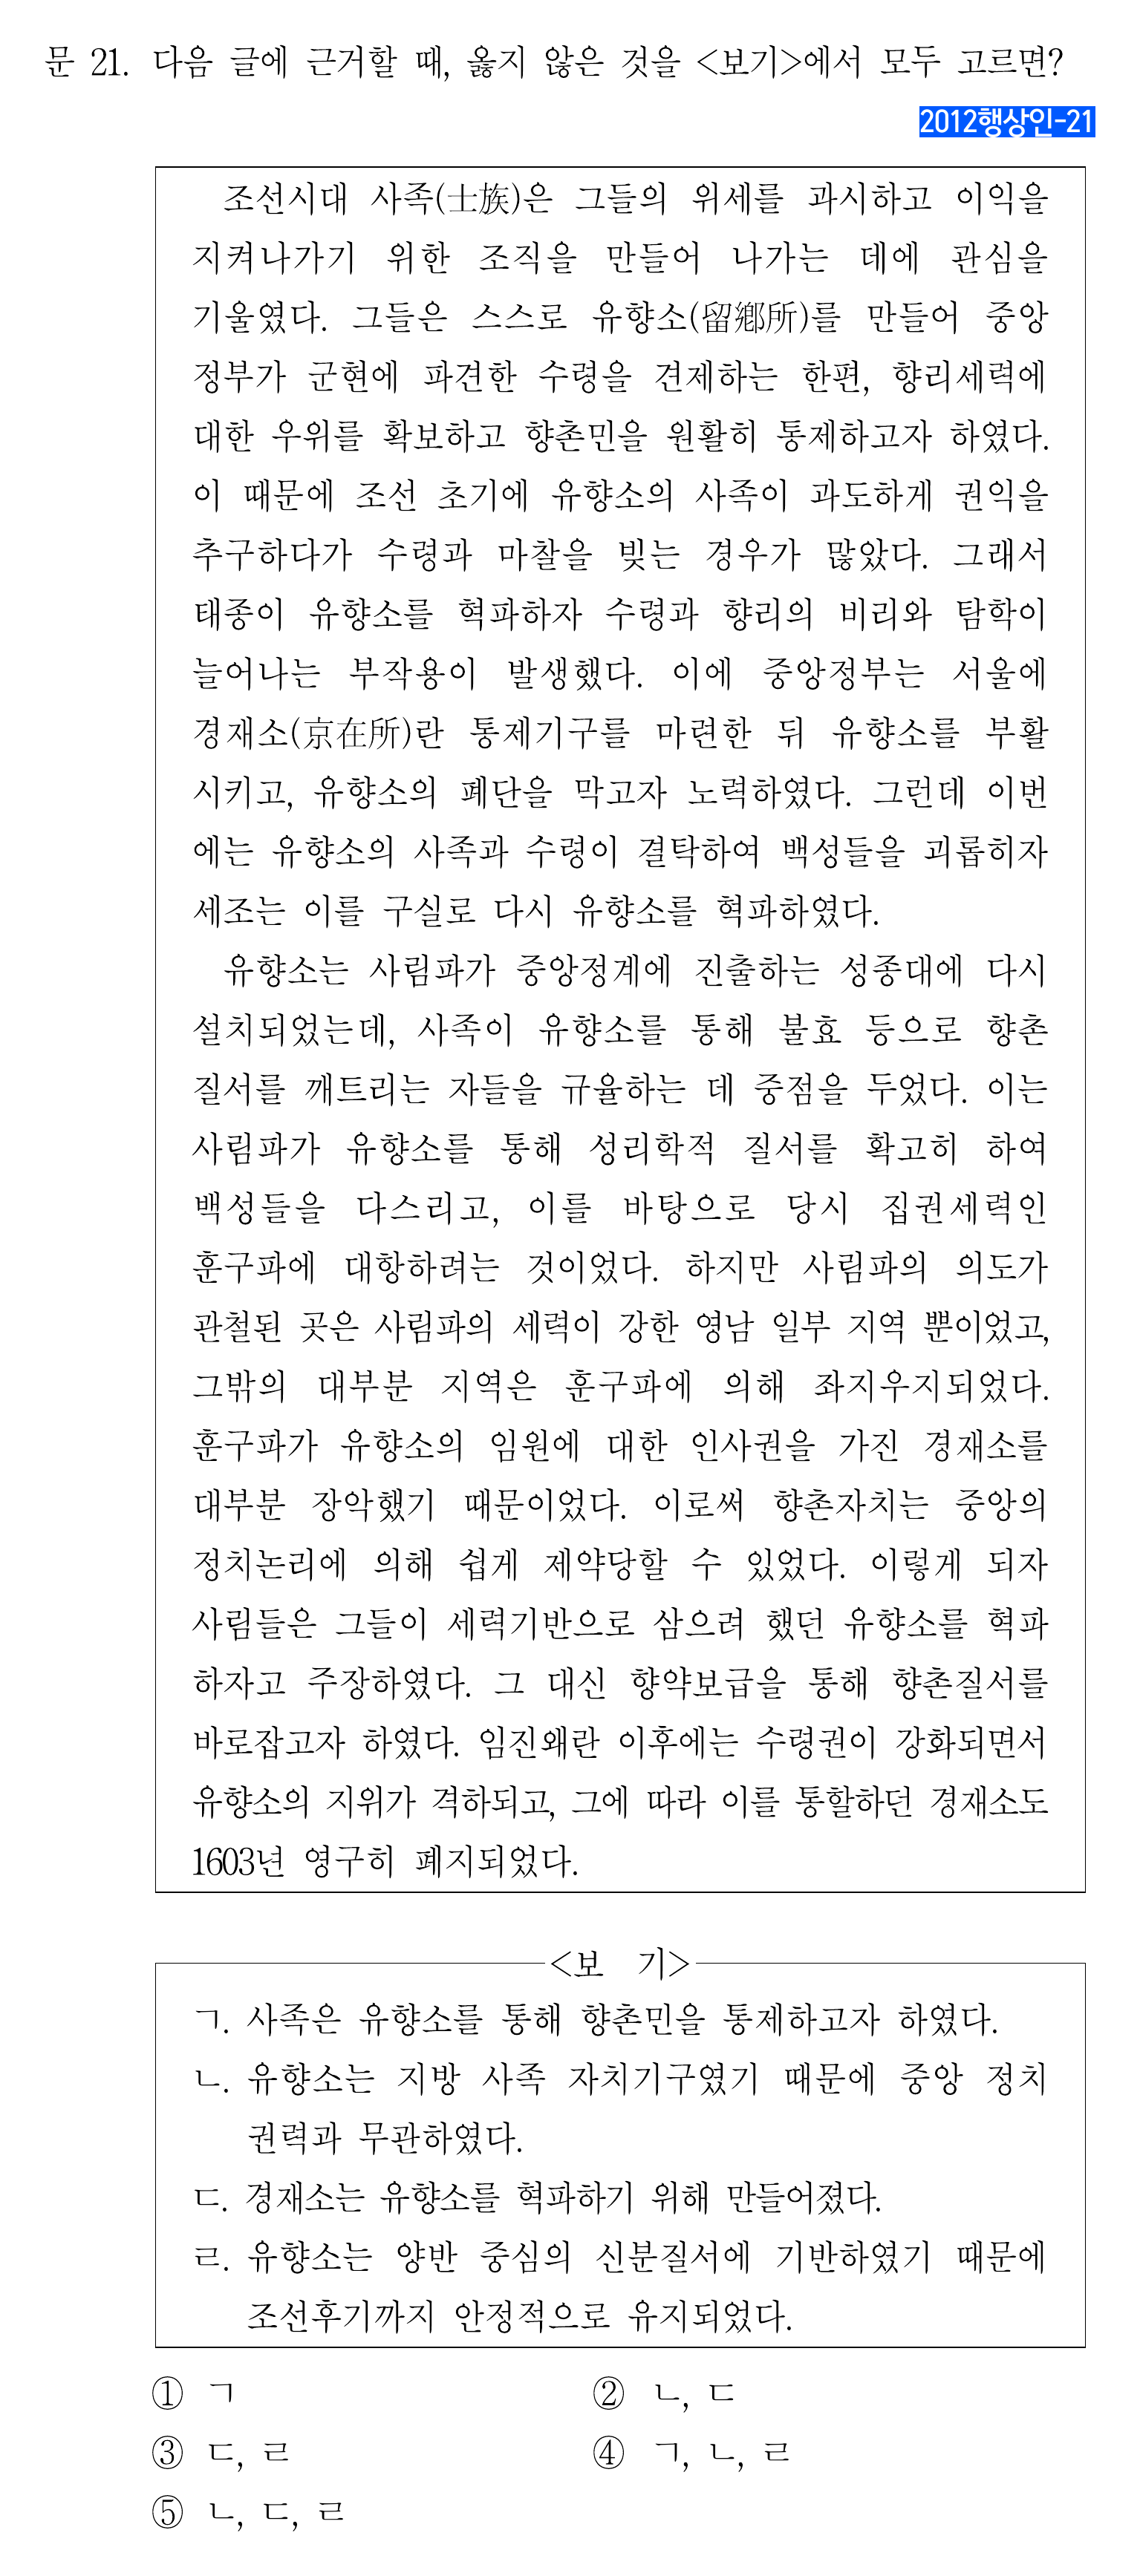 문 21. 다음 글에 근거할 때, 옳지 않은 것을 <보기>에서 모두 고르면?
2012행상인-21
조선시대 사족(士族)은 그들의 위세를 과시하고 이익을
지켜나가기 위한 조직을 만들어 나가는 데에 관심을
기울였다. 그들은 스스로 유향소(留鄕所)를 만들어 중앙
정부가 군현에 파견한 수령을 견제하는 한편, 향리세력에
대한 우위를 확보하고 향촌민을 원활히 통제하고자 하였다.
이 때문에 조선 초기에 유향소의 사족이 과도하게 권익을
추구하다가 수령과 마찰을 빚는 경우가 많았다. 그래서
태종이 유향소를 혁파하자 수령과 향리의 비리와 탐학이
늘어나는 부작용이 발생했다. 이에 중앙정부는 서울에
경재소(京在所)란 통제기구를 마련한 뒤 유향소를 부활
시키고, 유향소의 폐단을 막고자 노력하였다. 그런데 이번
에는 유향소의 사족과 수령이 결탁하여 백성들을 괴롭히자
세조는 이를 구실로 다시 유향소를 혁파하였다.
유향소는 사림파가 중앙정계에 진출하는 성종대에 다시
설치되었는데, 사족이 유향소를 통해 불효 등으로 향촌
질서를 깨트리는 자들을 규율하는 데 중점을 두었다. 이는
사림파가 유향소를 통해 성리학적 질서를 확고히 하여
백성들을 다스리고, 이를 바탕으로 당시 집권세력인
훈구파에 대항하려는 것이었다. 하지만 사림파의 의도가
관철된 곳은 사림파의 세력이 강한 영남 일부 지역 뿐이었고,
그밖의 대부분 지역은 훈구파에 의해 좌지우지되었다.
훈구파가 유향소의 임원에 대한 인사권을 가진 경재소를
대부분 장악했기 때문이었다. 이로써 향촌자치는 중앙의
정치논리에 의해 쉽게 제약당할 수 있었다. 이렇게 되자
사림들은 그들이 세력기반으로 삼으려 했던 유향소를 혁파
하자고 주장하였다. 그 대신 향약보급을 통해 향촌질서를
바로잡고자 하였다. 임진왜란 이후에는 수령권이 강화되면서
유향소의 지위가 격하되고, 그에 따라 이를 통할하던 경재소도
1603년 영구히 폐지되었다.
<보 기>
ㄱ. 사족은 유향소를 통해 향촌민을 통제하고자 하였다.
ㄴ. 유향소는 지방 사족 자치기구였기 때문에 중앙 정치
권력과 무관하였다.
ㄷ. 경재소는 유향소를 혁파하기 위해 만들어졌다.
ㄹ. 유향소는 양반 중심의 신분질서에 기반하였기 때문에
조선후기까지 안정적으로 유지되었다.
① ㄱ ② ㄴ, ㄷ
③ ㄷ, ㄹ ④ ㄱ, ㄴ, ㄹ
⑤ ㄴ, ㄷ, ㄹ